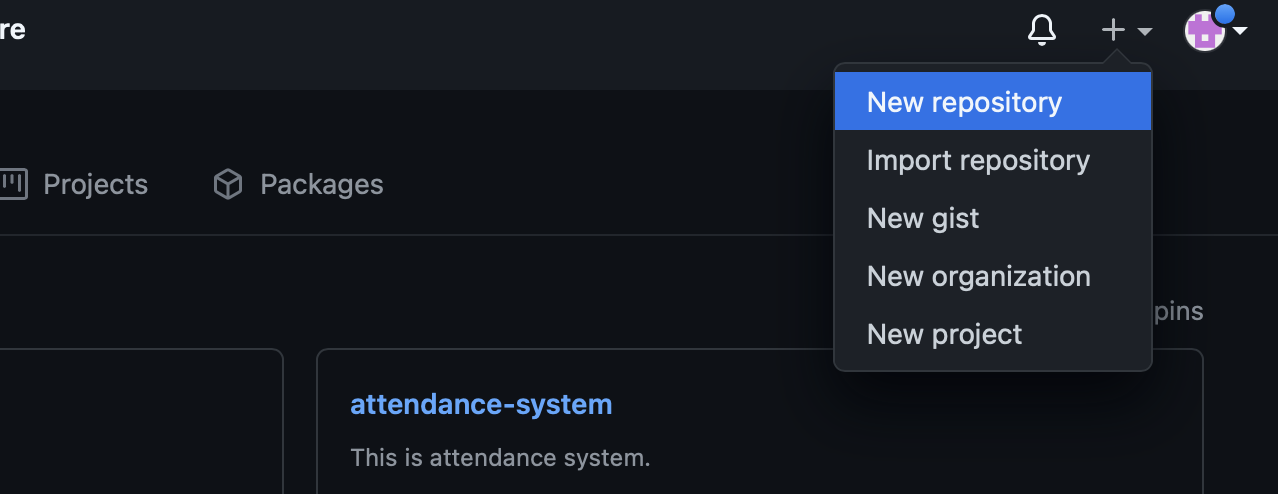 re
New repository
Import repository
New gist
New organization
New project
Projects
Packages
pins
attendance-system
This is attendance system.